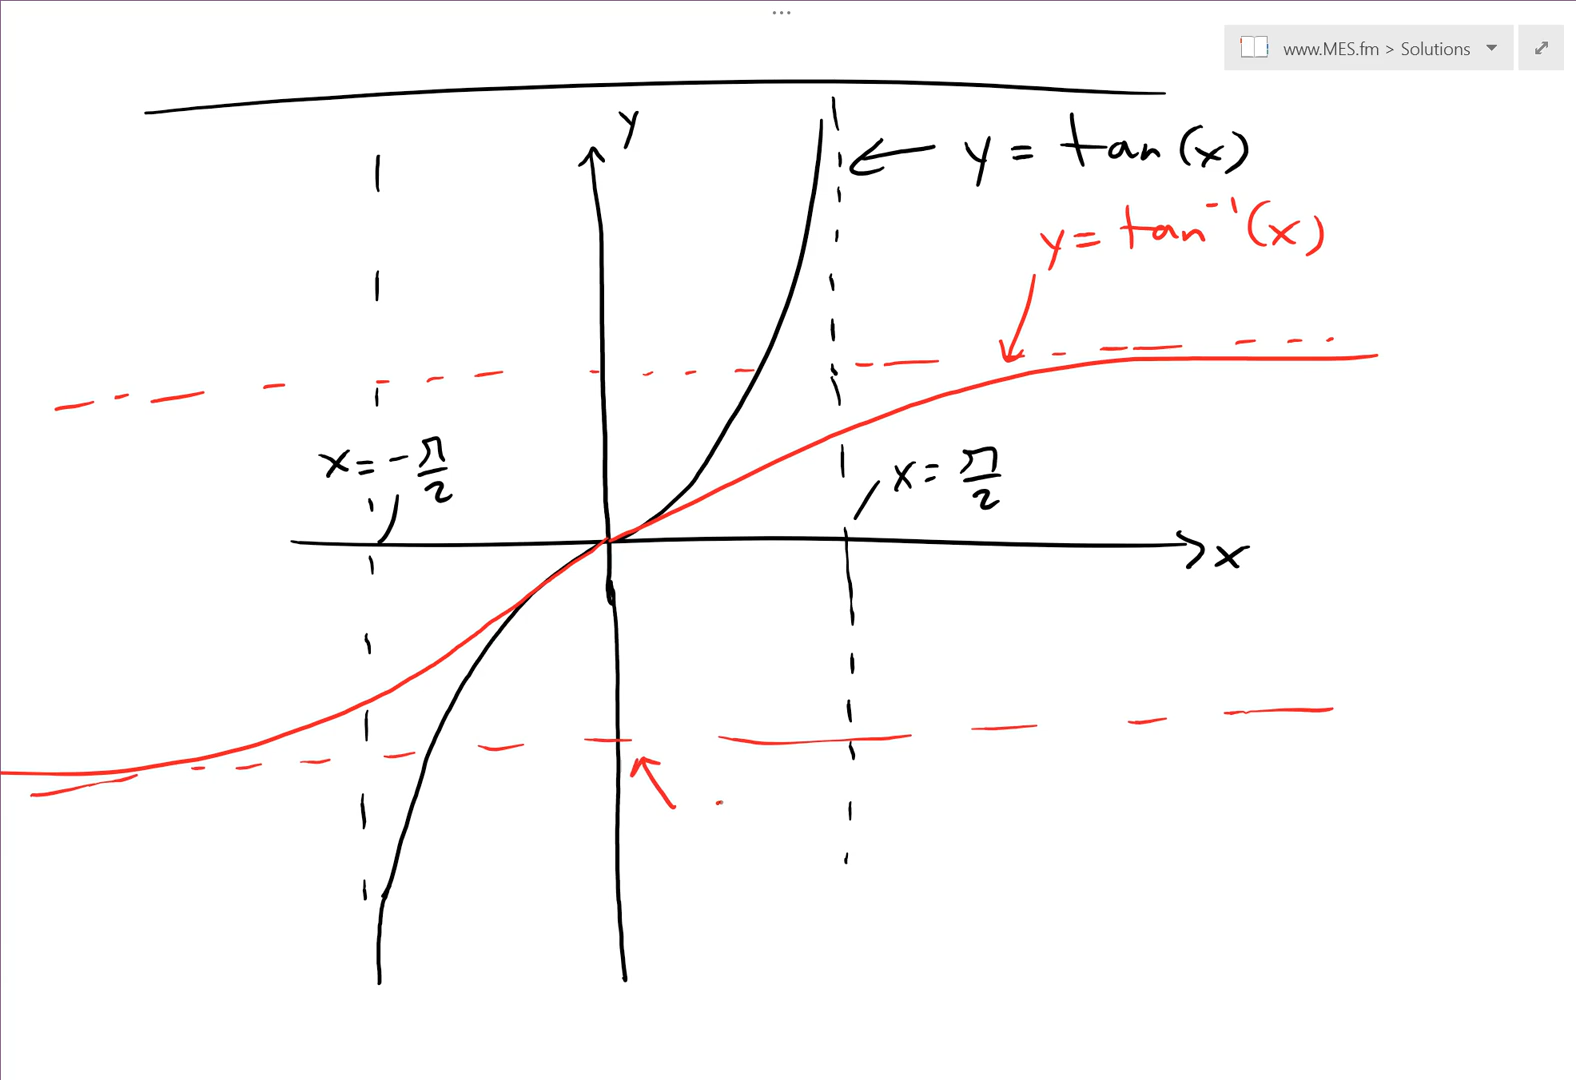 www.MES.fm > Solutions
y
y = tan(x)
y = tan⁻¹(x)
x = -π/2
x = π/2
x